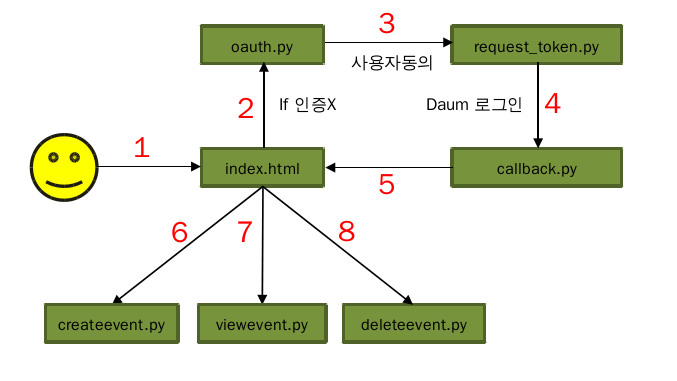 3
oauth.py
request_token.py
사용자동의
2
If 인증X
Daum 로그인
4
1
index.html
callback.py
5
6
7
8
createevent.py
viewevent.py
deleteevent.py